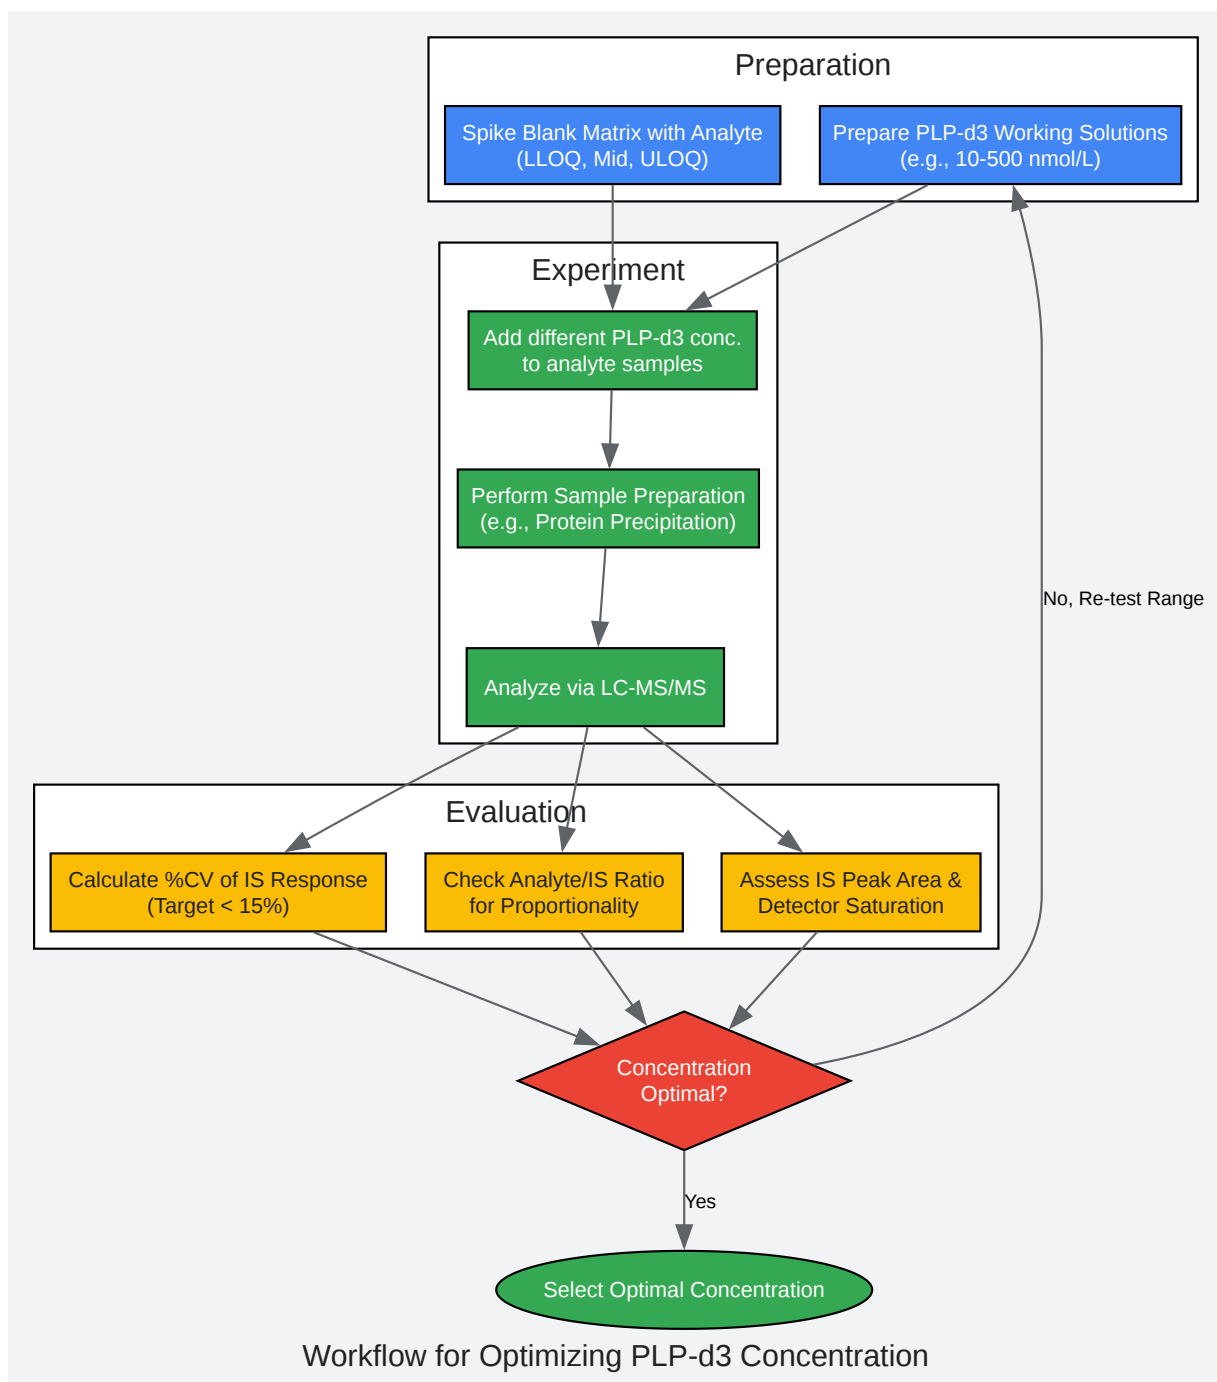 Preparation
Spike Blank Matrix with Analyte
(LLOQ, Mid, ULOQ)
Prepare PLP-d3 Working Solutions
(e.g., 10-500 nmol/L)
Experiment
Add different PLP-d3 conc.
to analyte samples
Perform Sample Preparation
(e.g., Protein Precipitation)
No, Re-test Range
Analyze via LC-MS/MS
Evaluation
Calculate %CV of IS Response
(Target < 15%)
Check Analyte/IS Ratio
for Proportionality
Assess IS Peak Area &
Detector Saturation
Concentration
Optimal?
Yes
Select Optimal Concentration
Workflow for Optimizing PLP-d3 Concentration